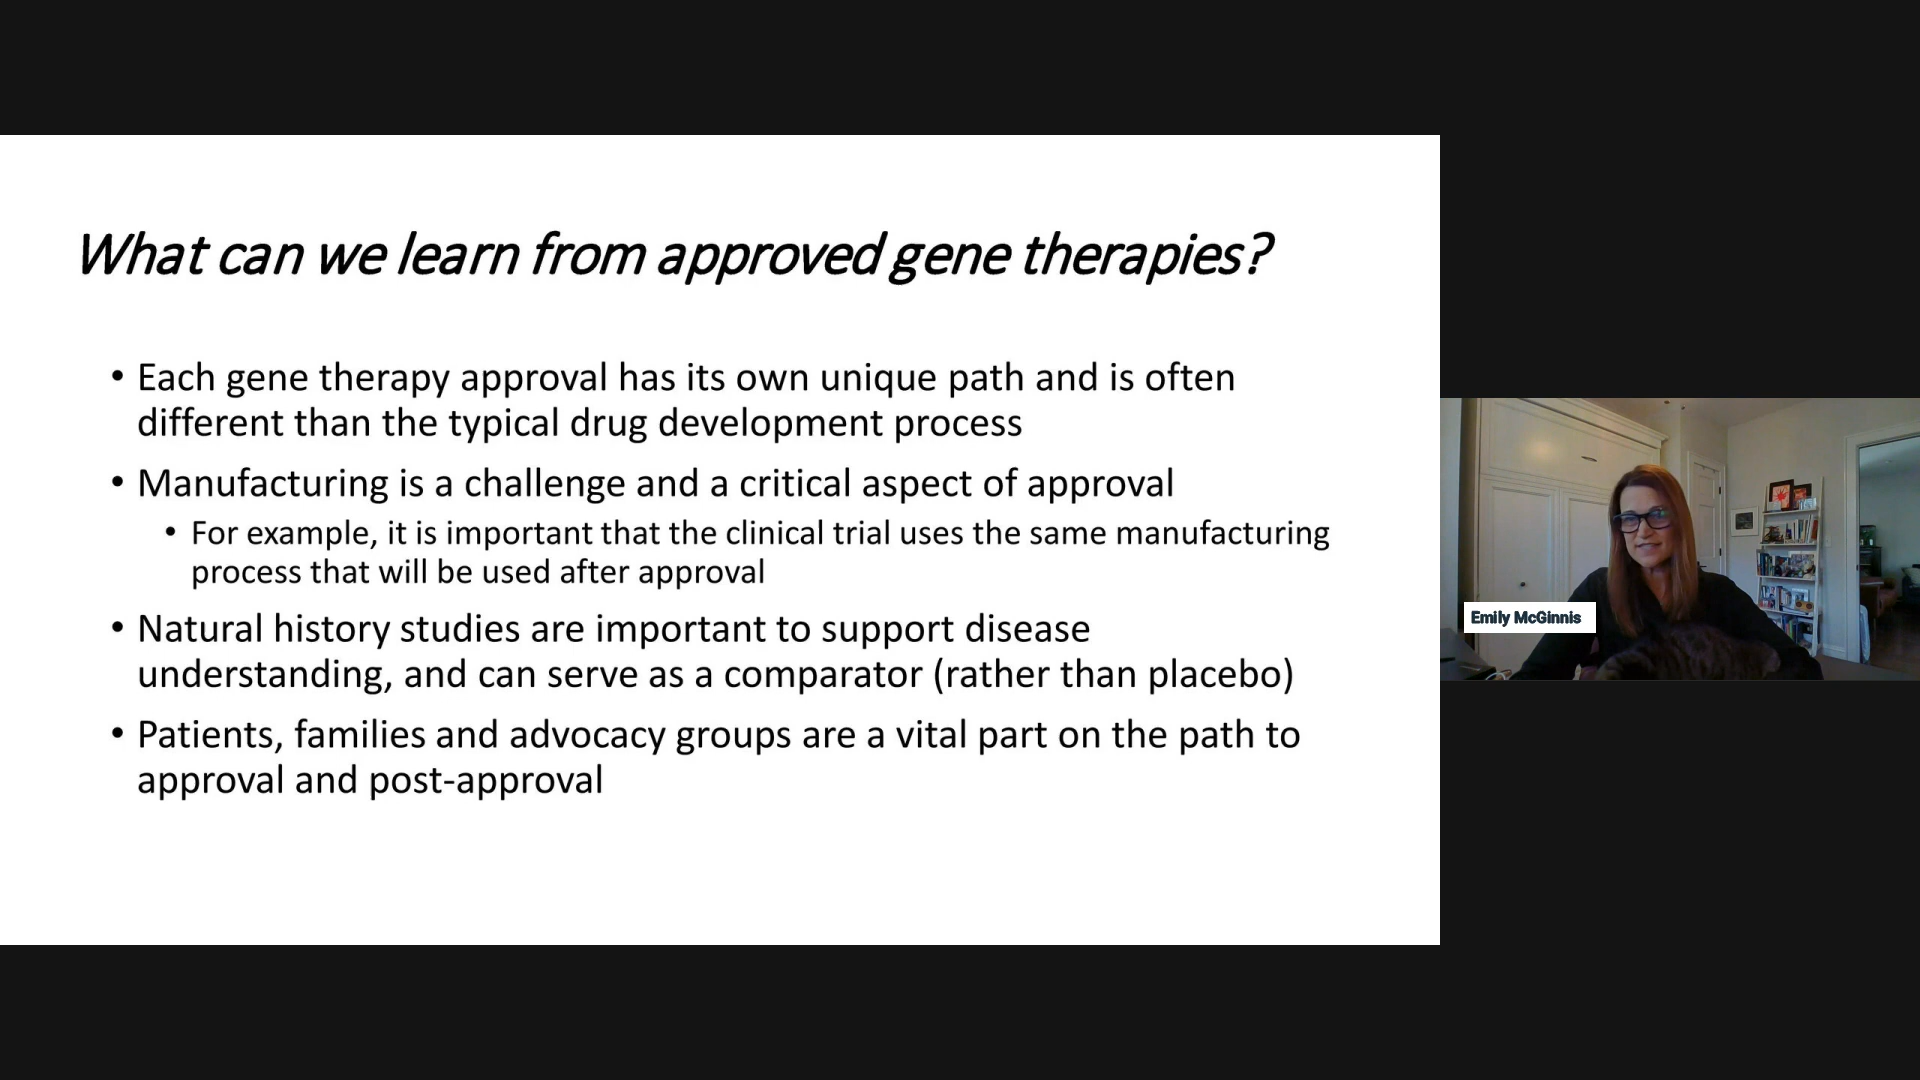 What can we learn from approved gene therapies?
• Each gene therapy approval has its own unique path and is often
different than the typical drug development process
• Manufacturing is a challenge and a critical aspect of approval
• For example, it is important that the clinical trial uses the same manufacturing
process that will be used after approval
• Natural history studies are important to support disease
understanding, and can serve as a comparator (rather than placebo)
• Patients, families and advocacy groups are a vital part on the path to
approval and post-approval
Emily McGinnis